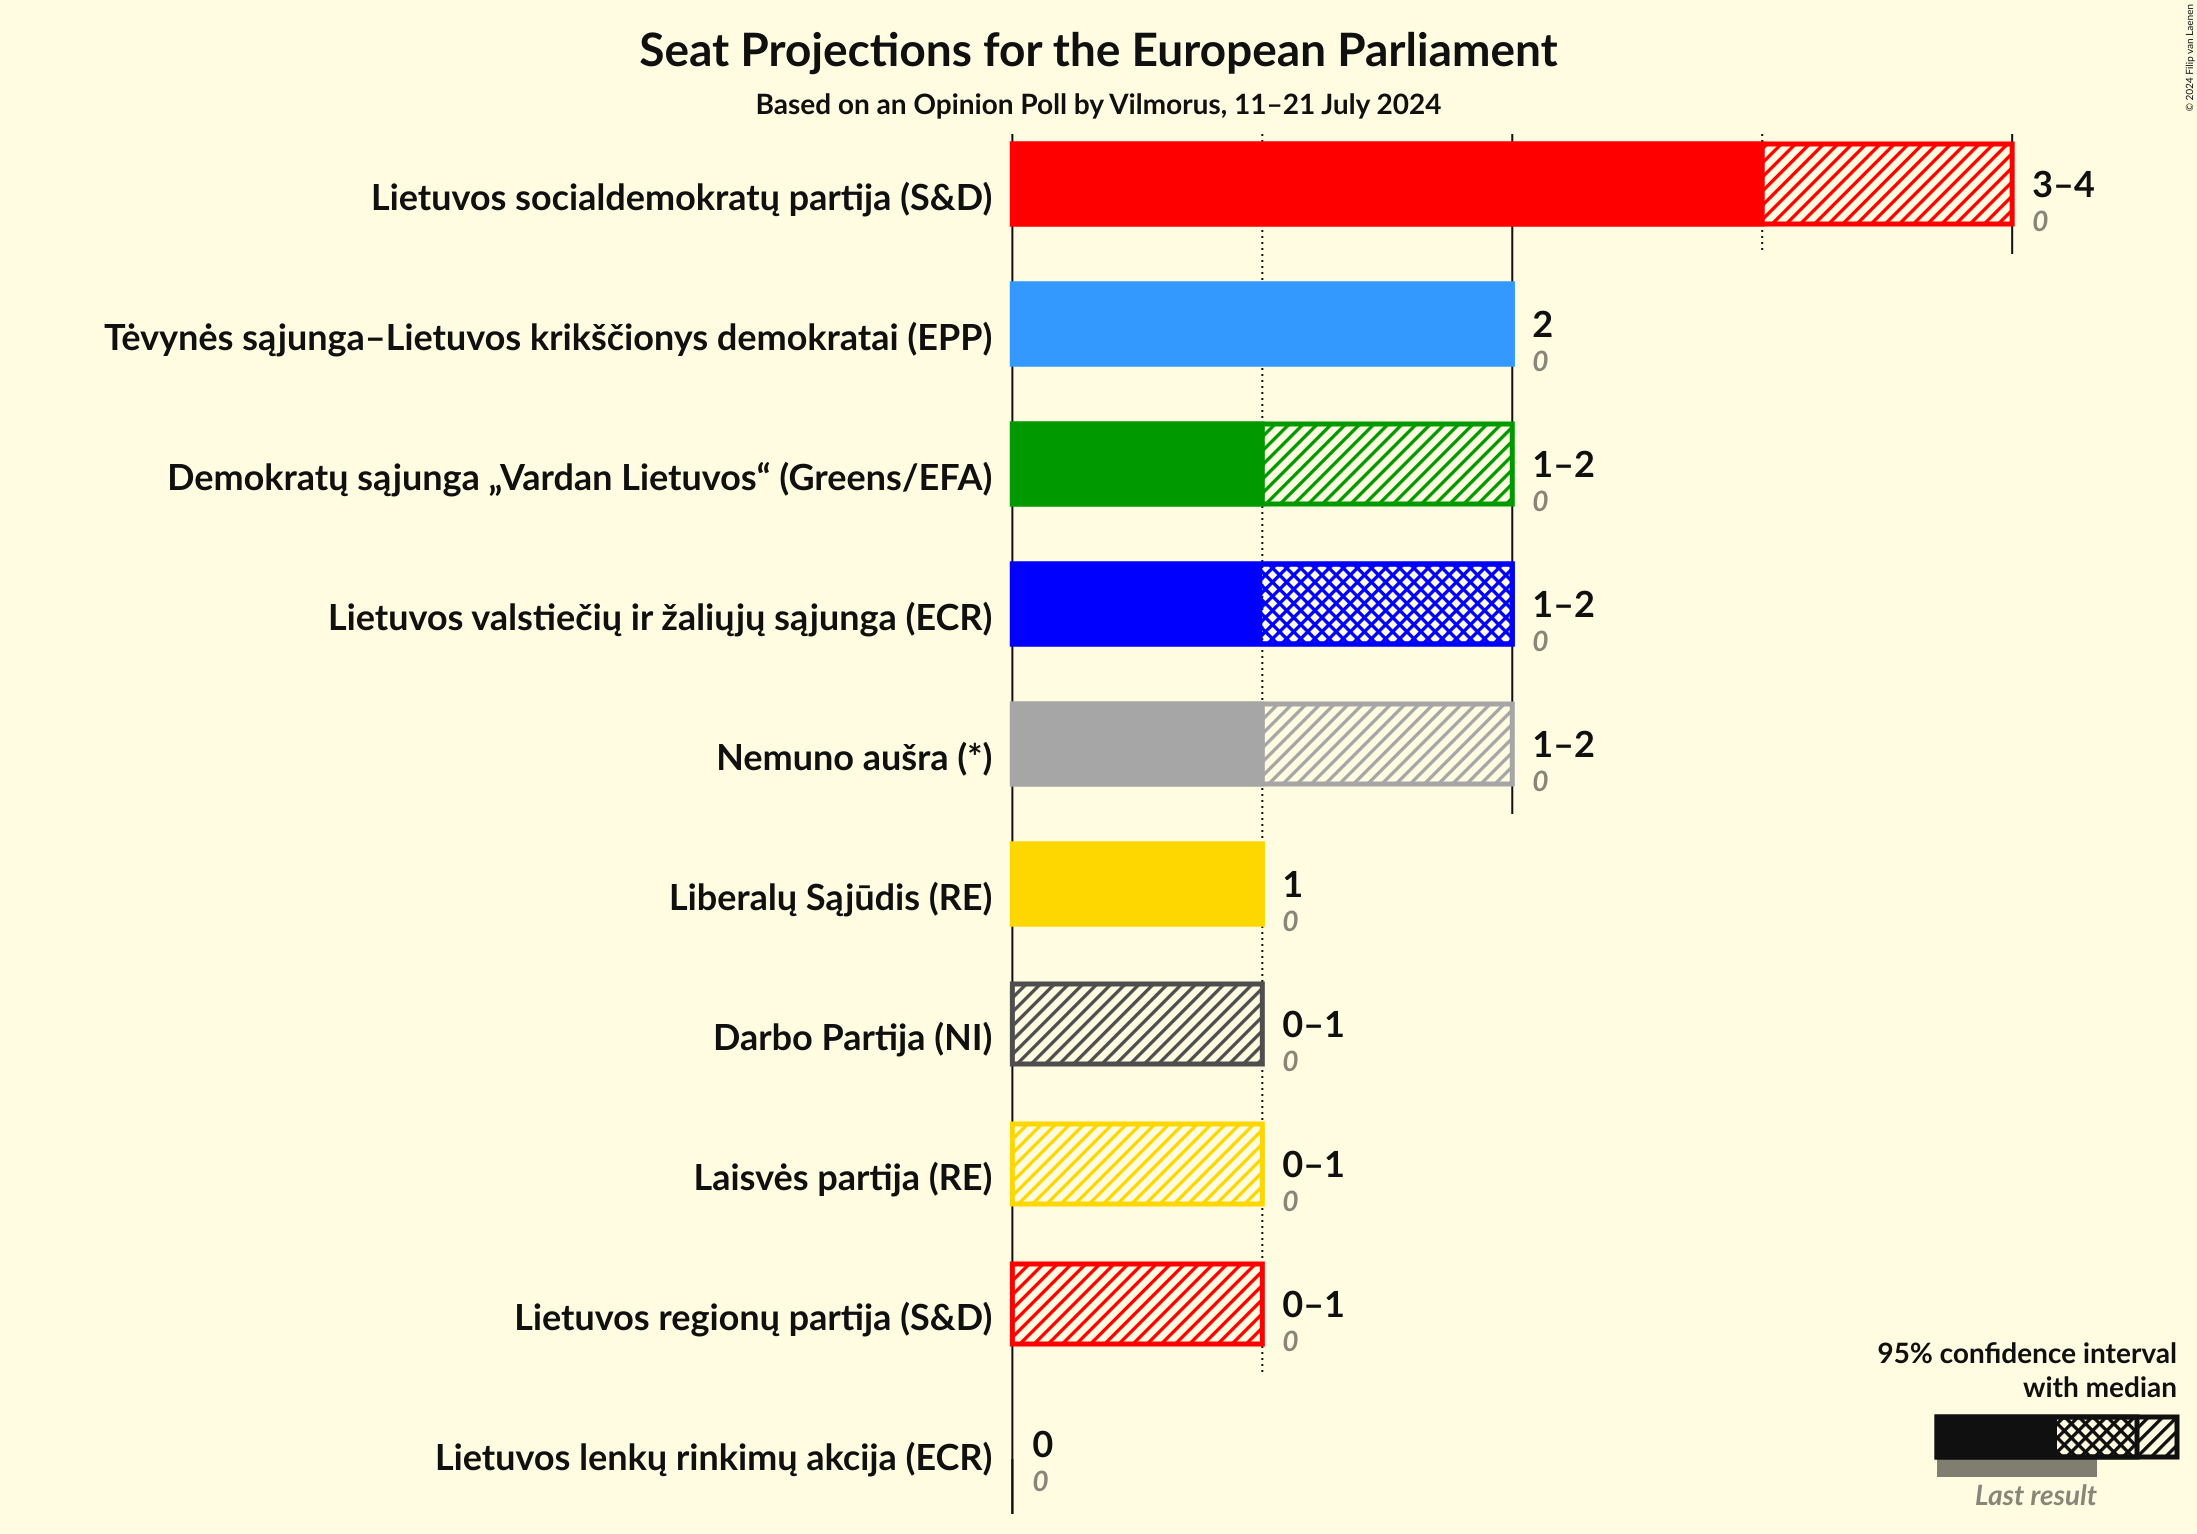 Seat Projections for the European Parliament
Based on an Opinion Poll by Vilmorus, 11–21 July 2024
© 2024 Filip van Laenen
Lietuvos socialdemokratų partija (S&D)
3–4
0
Tėvynės sąjunga–Lietuvos krikščionys demokratai (EPP)
2
0
Demokratų sąjunga „Vardan Lietuvos“ (Greens/EFA)
1–2
0
Lietuvos valstiečių ir žaliųjų sąjunga (ECR)
1–2
0
Nemuno aušra (*)
1–2
0
Liberalų Sąjūdis (RE)
1
0
Darbo Partija (NI)
0–1
0
Laisvės partija (RE)
0–1
0
Lietuvos regionų partija (S&D)
0–1
0
Lietuvos lenkų rinkimų akcija (ECR)
0
0
95% confidence interval
with median
Last result